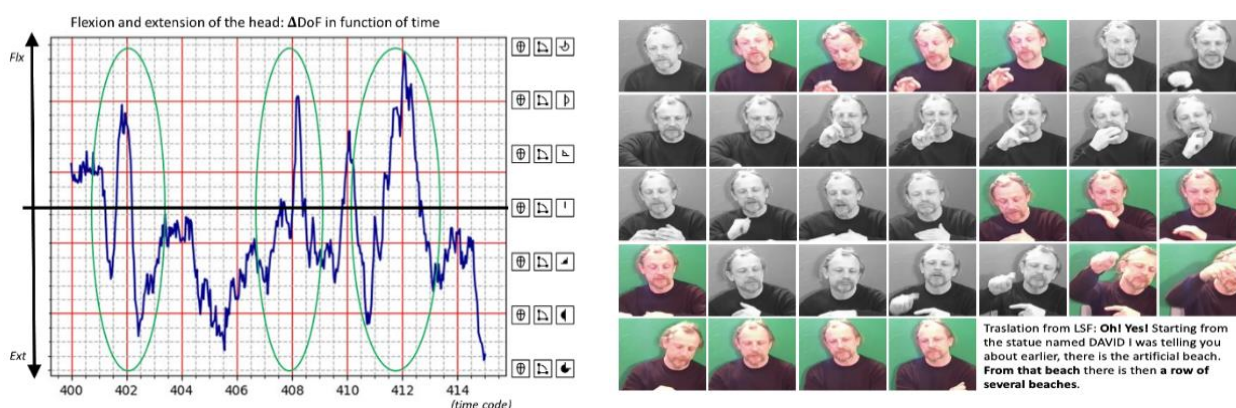 Flexion and extension of the head: ΔDoF in function of time
Flx
Ext
400 402 404 406 408 410 412 414
(time code)
Traslation from LSF: Oh! Yes! Starting from
the statue named DAVID I was telling you
about earlier, there is the artificial beach.
From that beach there is then a row of
several beaches.